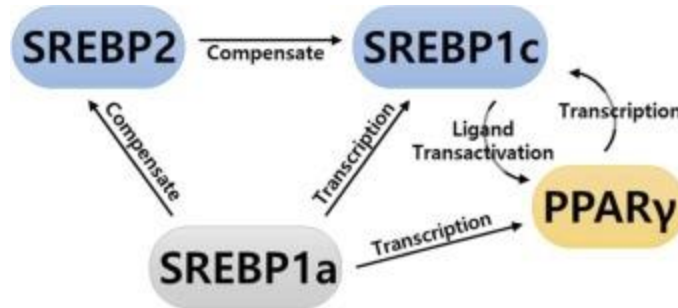 SREBP2
Compensate
SREBP1c
Compensate
Transcription
Ligand
Transactivation
Transcription
PPARγ
Transcription
SREBP1a